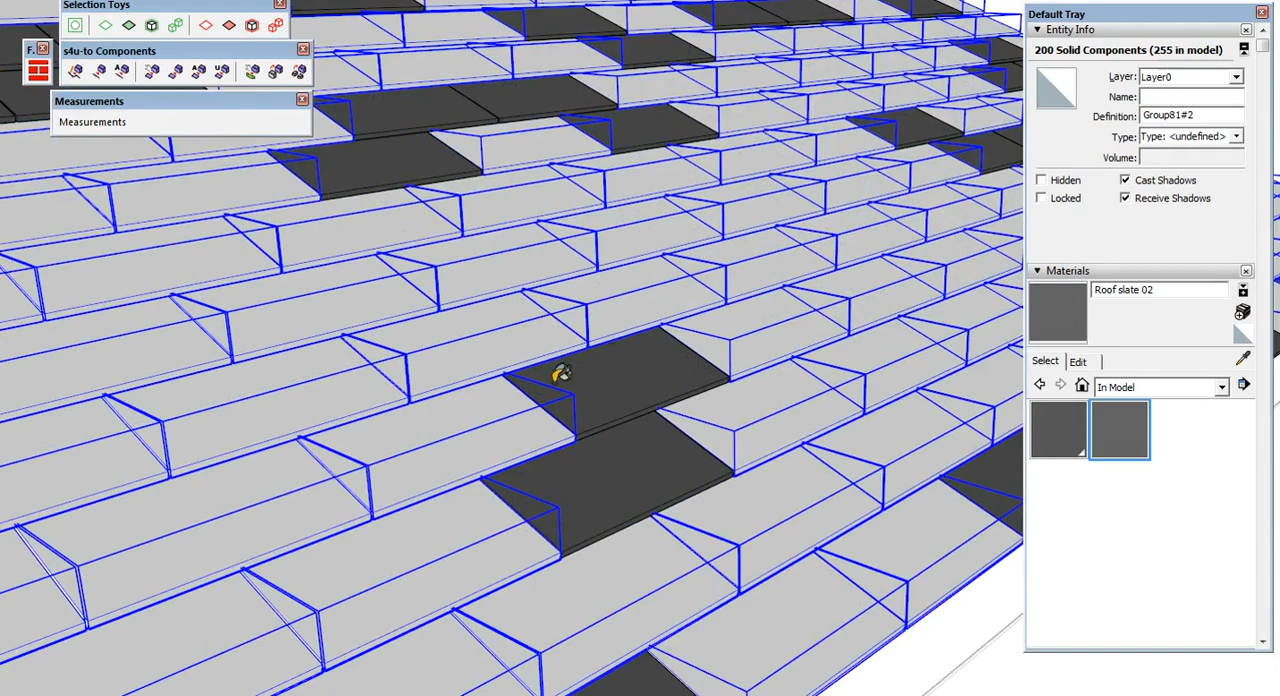 Selection Toys
F.
s4u-to Components
Measurements
Measurements
Default Tray
Entity Info
200 Solid Components (255 in model)
Layer: Layer0
Name:
Definition: Group81#2
Type: Type: <undefined>
Volume:
Hidden
Cast Shadows
Locked
Receive Shadows
Materials
Roof slate 02
Select
Edit
In Model